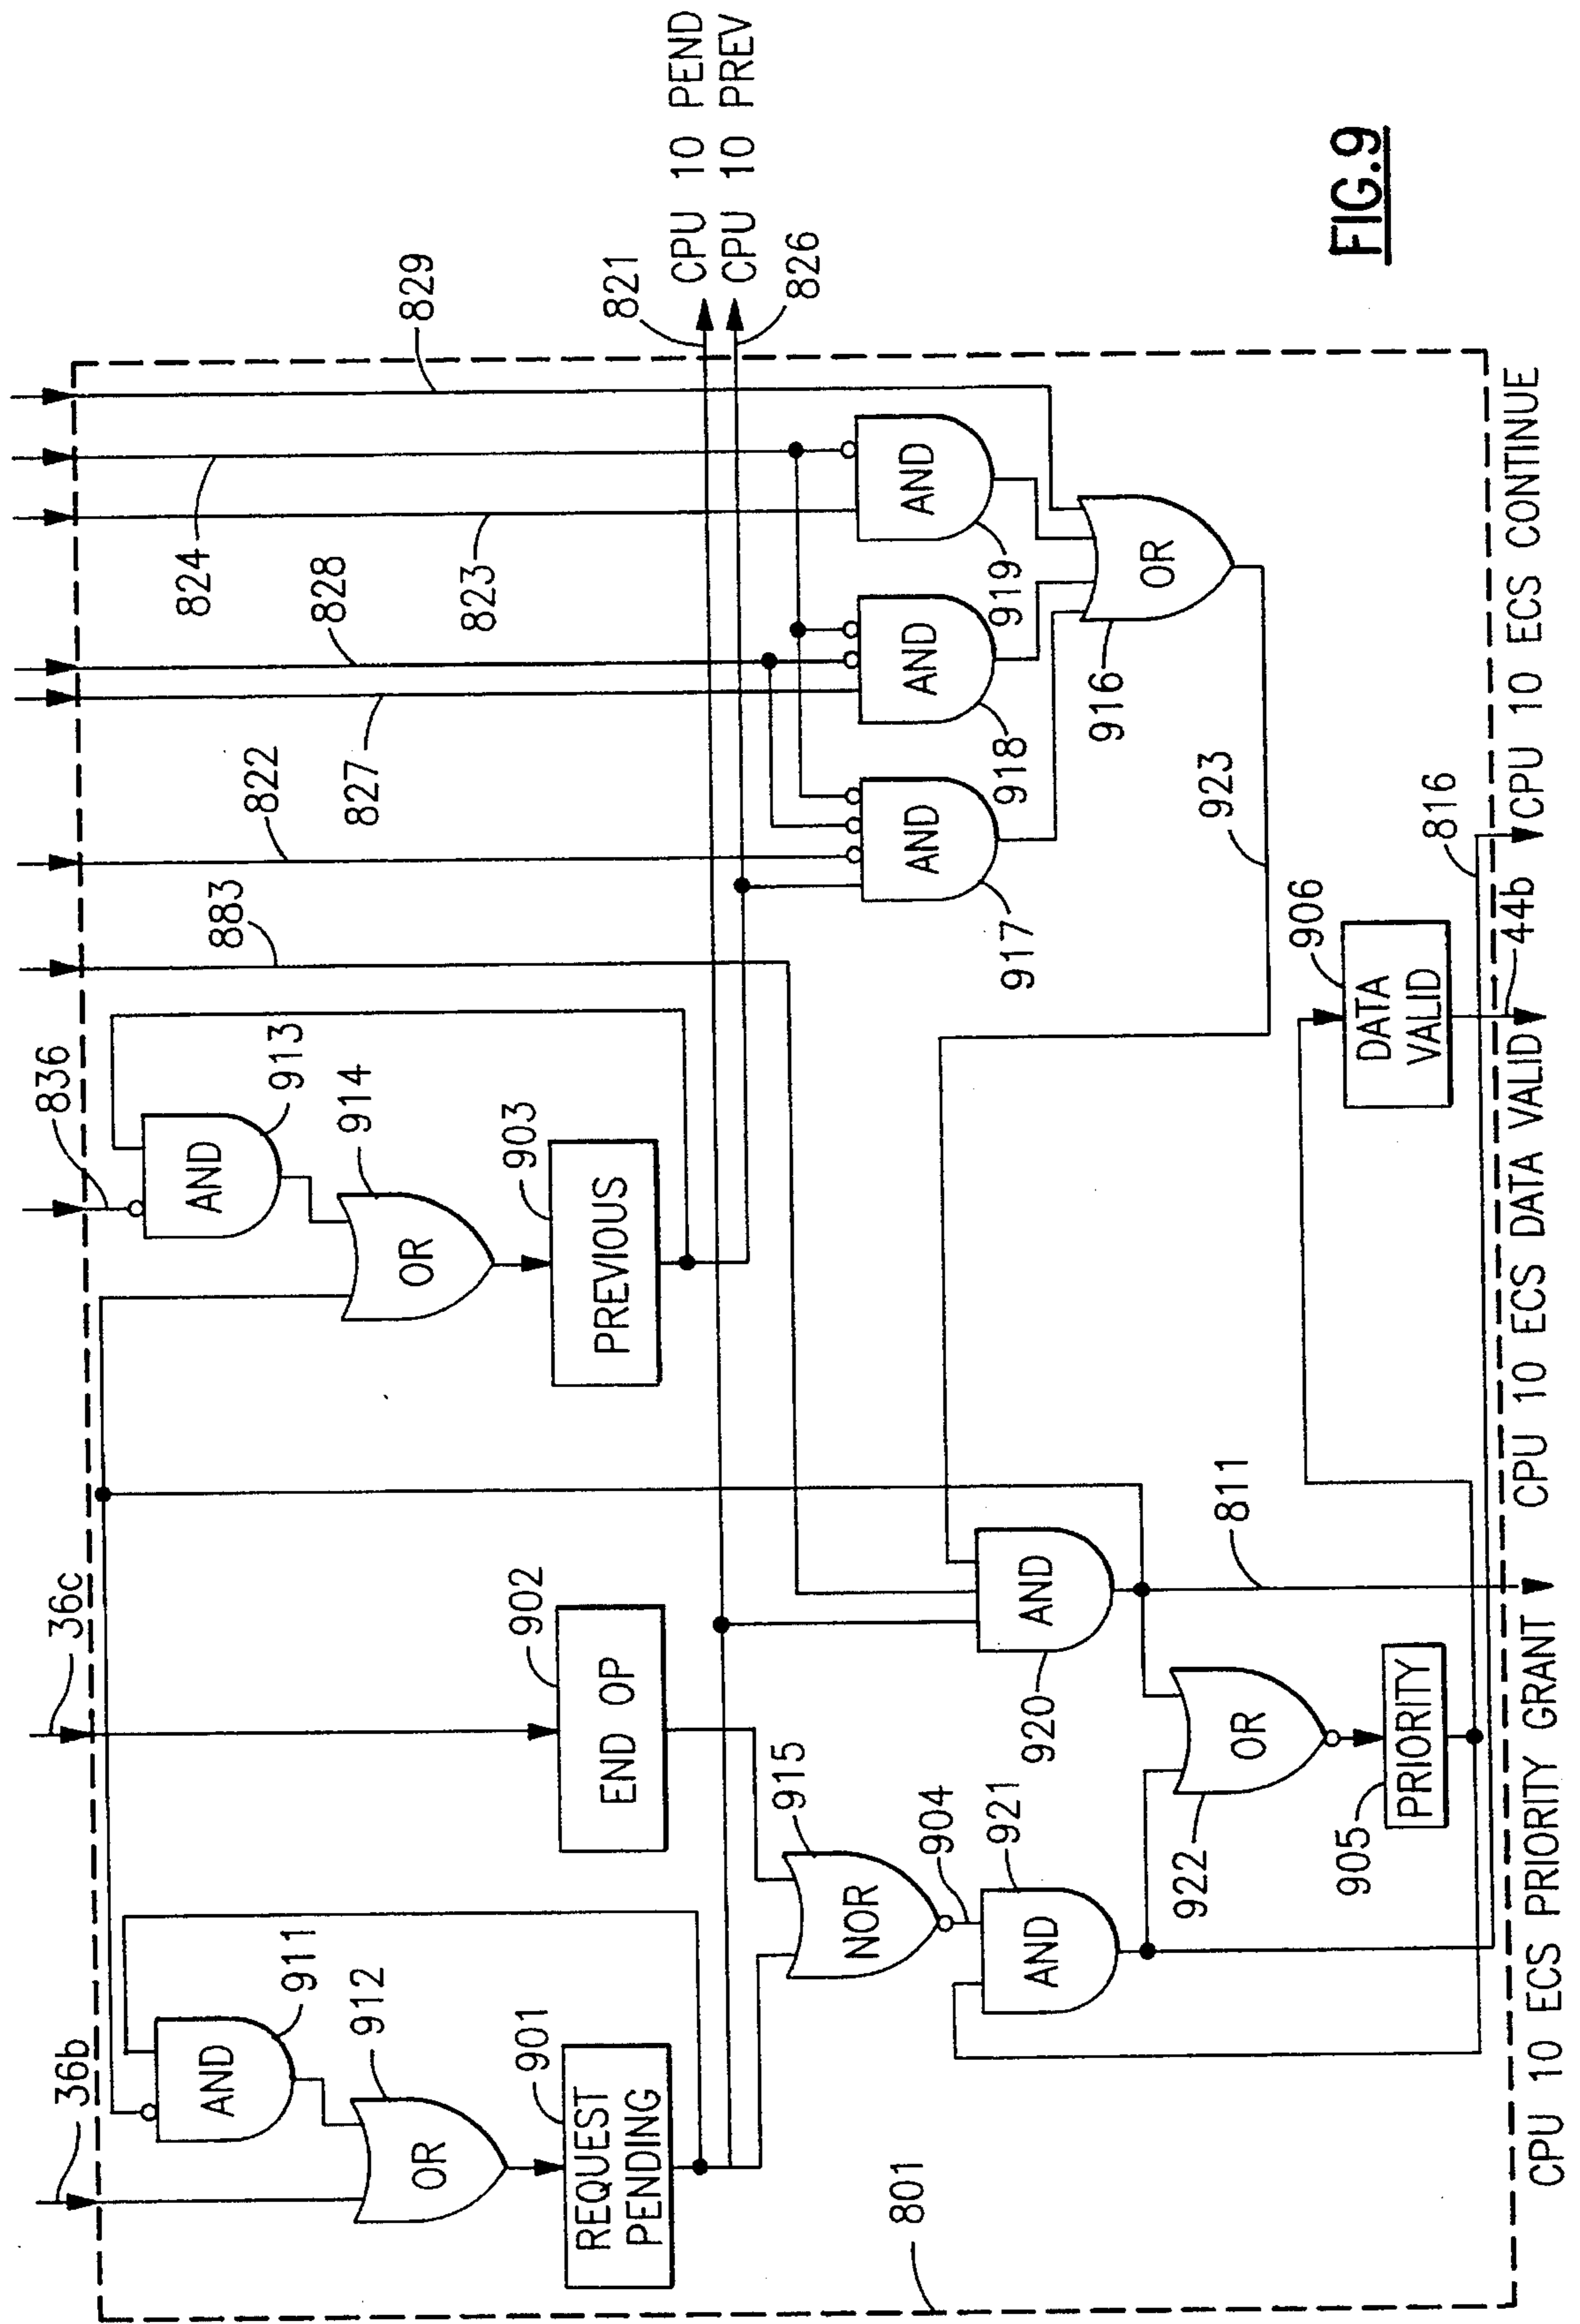 36b
36c
836
883
822
827
828
823
824
829
821
CPU 10 PEND
CPU 10 PREV
826
AND
911
OR
912
901
REQUEST
PENDING
902
END OP
AND
913
OR
914
903
PREVIOUS
AND
917
AND
918
AND
919
OR
916
923
NOR
915
904
AND
921
AND
920
OR
922
905
PRIORITY
811
906
DATA
VALID
816
44b
801
CPU 10 ECS PRIORITY GRANT
CPU 10 ECS DATA VALID
CPU 10 ECS CONTINUE
FIG.9